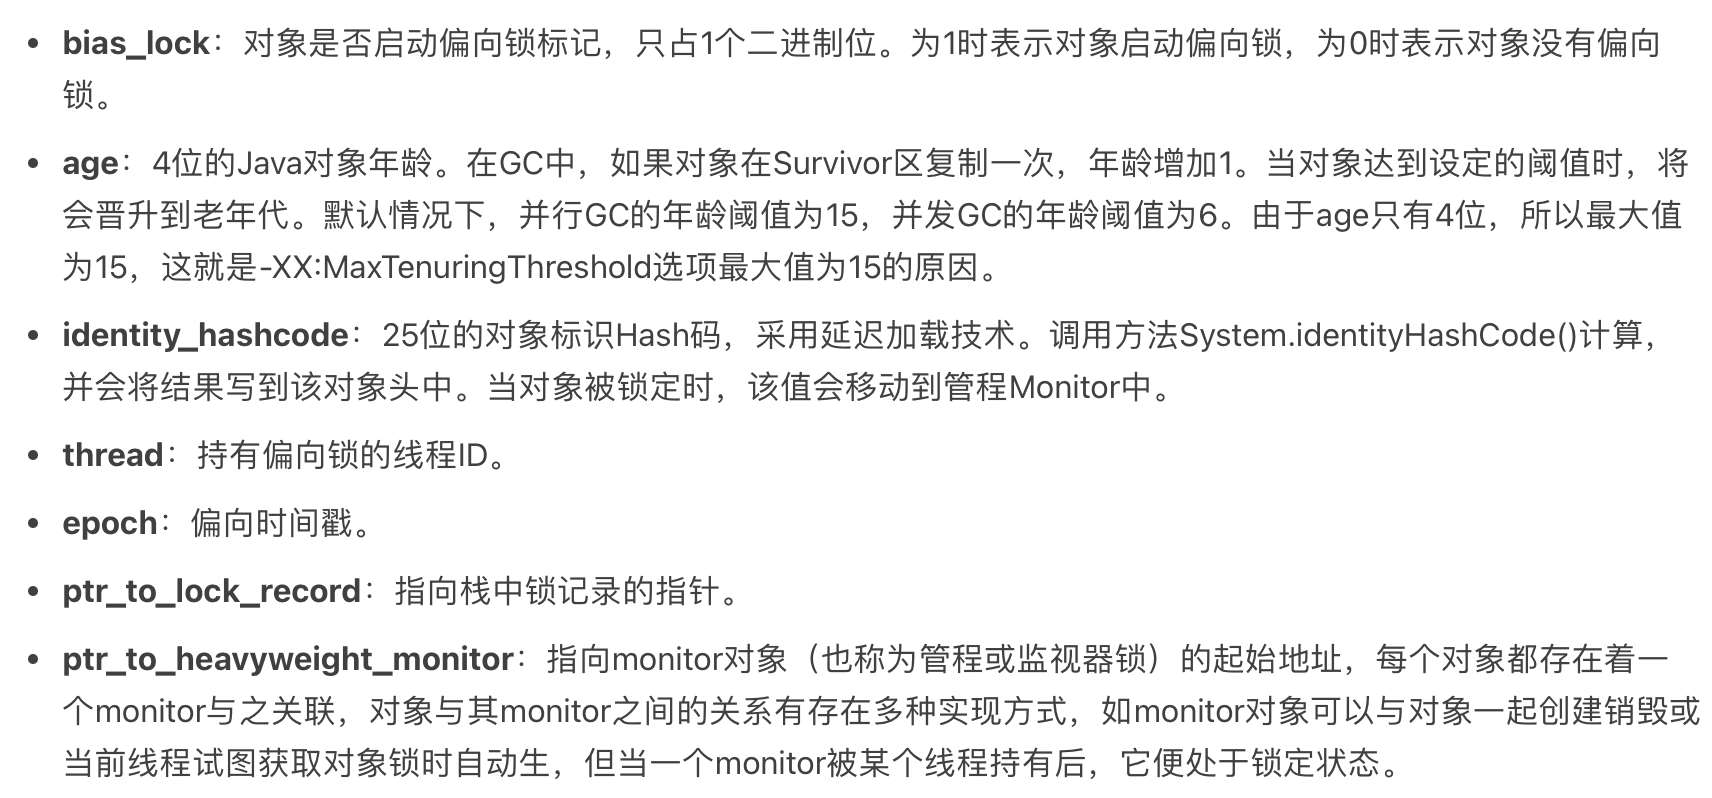 • bias_lock：对象是否启动偏向锁标记，只占1个二进制位。为1时表示对象启动偏向锁，为0时表示对象没有偏向
锁。
• age：4位的Java对象年龄。在GC中，如果对象在Survivor区复制一次，年龄增加1。当对象达到设定的阈值时，将
会晋升到老年代。默认情况下，并行GC的年龄阈值为15，并发GC的年龄阈值为6。由于age只有4位，所以最大值
为15，这就是-XX:MaxTenuringThreshold选项最大值为15的原因。
• identity_hashcode：25位的对象标识Hash码，采用延迟加载技术。调用方法System.identityHashCode()计算，
并会将结果写到该对象头中。当对象被锁定时，该值会移动到管程Monitor中。
• thread：持有偏向锁的线程ID。
• epoch：偏向时间戳。
• ptr_to_lock_record：指向栈中锁记录的指针。
• ptr_to_heavyweight_monitor：指向monitor对象（也称为管程或监视器锁）的起始地址，每个对象都存在着一
个monitor与之关联，对象与其monitor之间的关系有存在多种实现方式，如monitor对象可以与对象一起创建销毁或
当前线程试图获取对象锁时自动生，但当一个monitor被某个线程持有后，它便处于锁定状态。